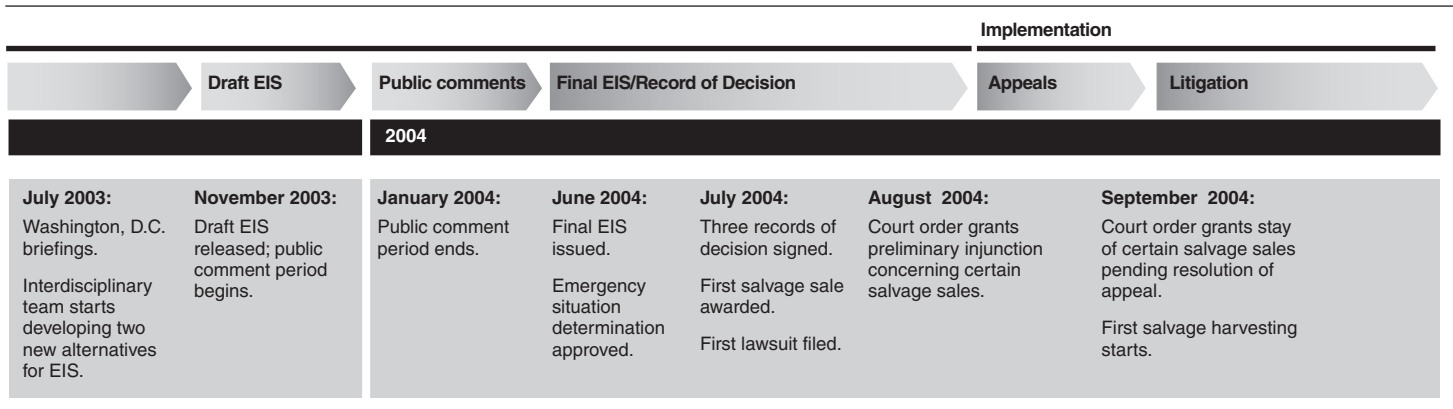 Implementation
Draft EIS
Public comments
Final EIS/Record of Decision
Appeals
Litigation
2004
July 2003:
Washington, D.C.
briefings.
Interdisciplinary
team starts
developing two
new alternatives
for EIS.
November 2003:
Draft EIS
released; public
comment period
begins.
January 2004:
Public comment
period ends.
June 2004:
Final EIS
issued.
Emergency
situation
determination
approved.
July 2004:
Three records of
decision signed.
First salvage sale
awarded.
First lawsuit filed.
August  2004:
Court order grants
preliminary injunction
concerning certain
salvage sales.
September  2004:
Court order grants stay
of certain salvage sales
pending resolution of
appeal.
First salvage harvesting
starts.